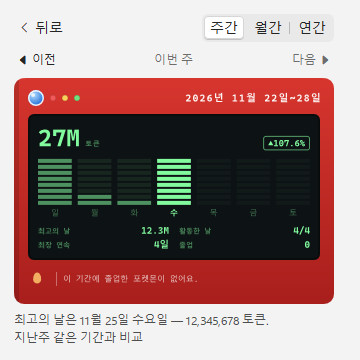 뒤로
주간 월간 연간
이전 이번 주 다음
2026년 11월 22일~28일
27M 토큰
▲107.6%
일 월 화 수 목 금 토
최고의 날 12.3M 활동한 날 4/4
최장 연속 4일 졸업 0
이 기간에 졸업한 포켓몬이 없어요.
최고의 날은 11월 25일 수요일 — 12,345,678 토큰.
지난주 같은 기간과 비교